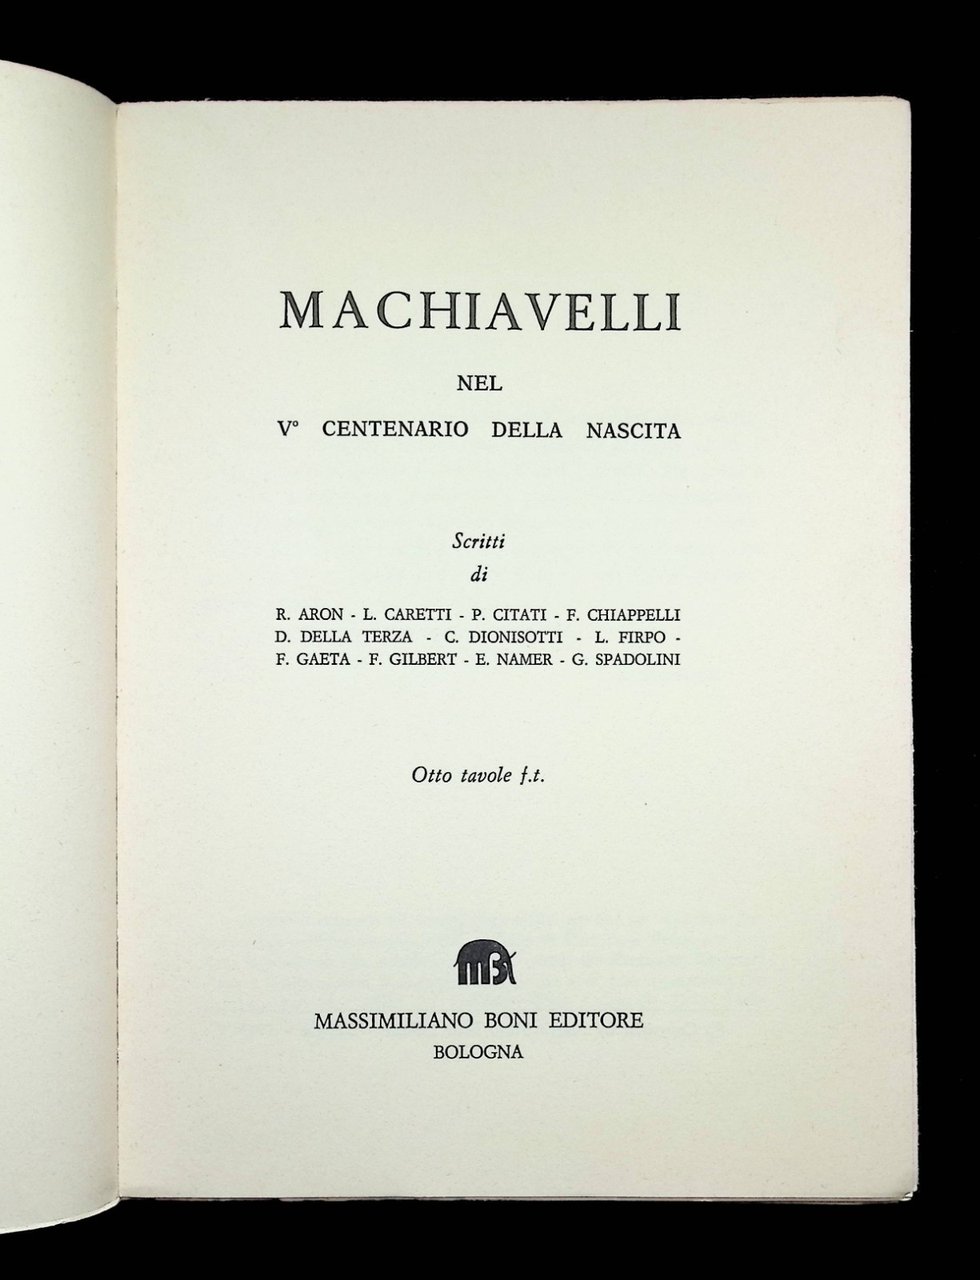 MACHIAVELLI
NEL
V° CENTENARIO DELLA NASCITA
Scritti
di
R. ARON - L. CARETTI - P. CITATI - F. CHIAPPELLI
D. DELLA TERZA - C. DIONISOTTI - L. FIRPO -
F. GAETA - F. GILBERT - E. NAMER - G. SPADOLINI
Otto tavole f.t.
mB
MASSIMILIANO BONI EDITORE
BOLOGNA